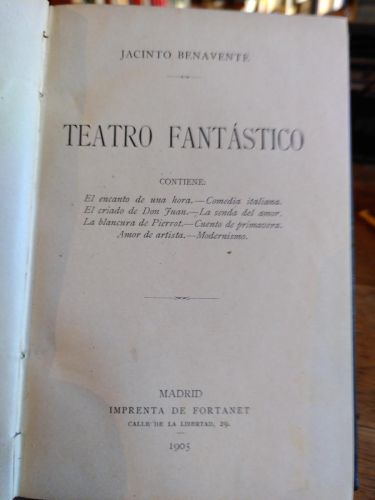 JACINTO BENAVENTE
TEATRO FANTÁSTICO
CONTIENE:
El encanto de una hora.—Comedia italiana.
El criado de Don Juan.—La senda del amor.
La blancura de Pierrot.—Cuento de primavera.
Amor de artista.—Modernismo.
MADRID
IMPRENTA DE FORTANET
CALLE DE LA LIBERTAD, 29.
1905